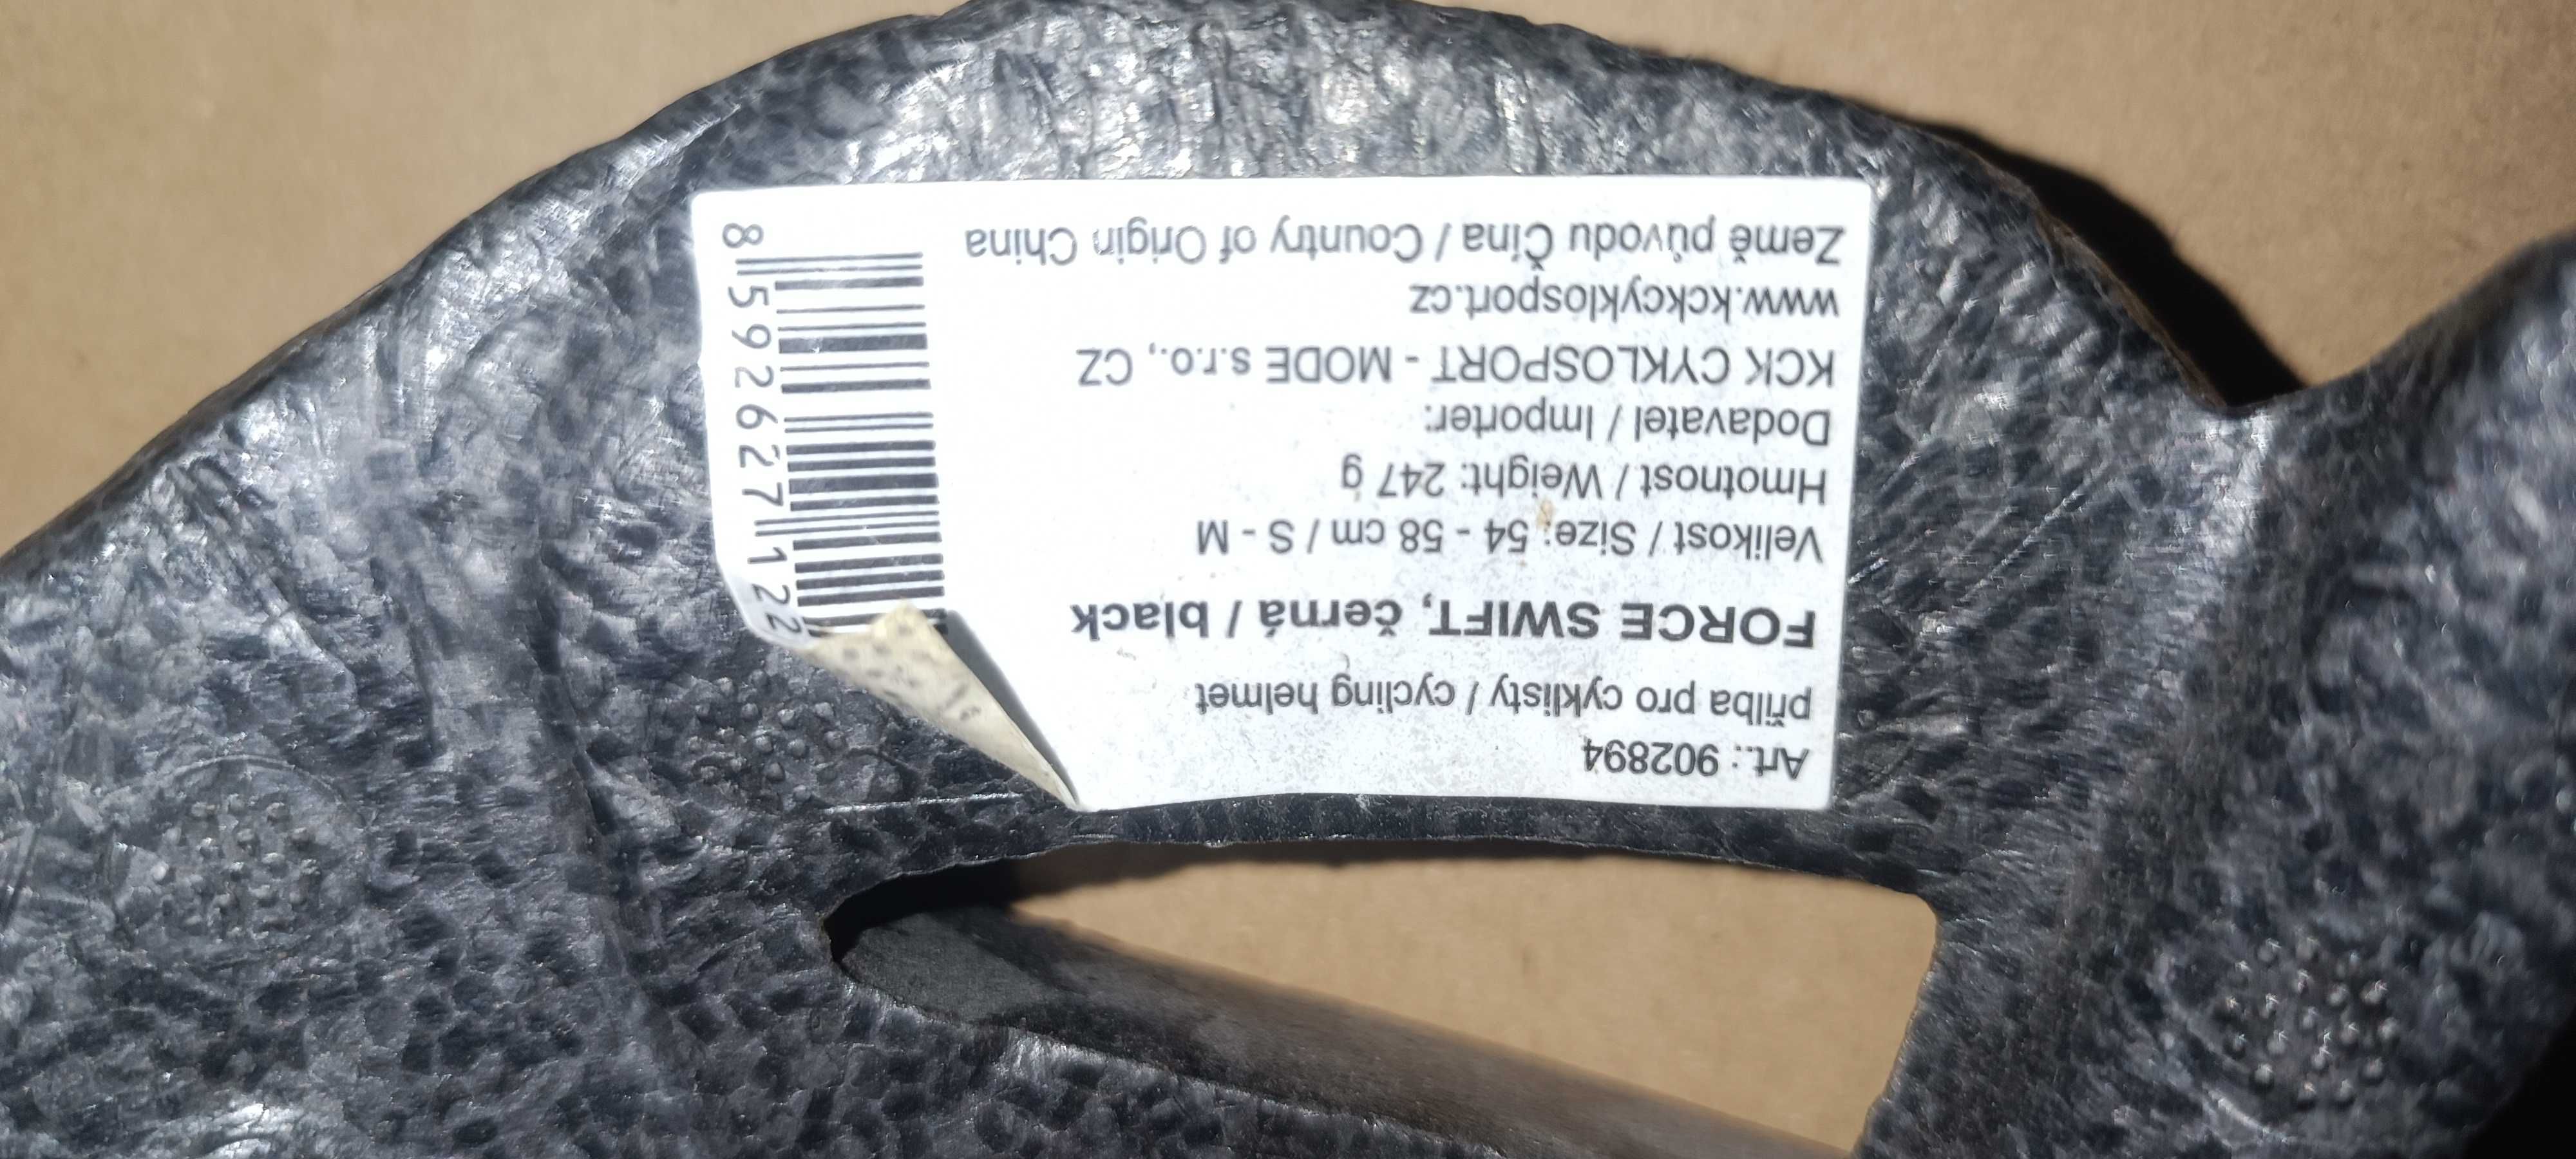 Art.: 902894
přilba pro cyklisty / cycling helmet
FORCE SWIFT, černá / black
Velikost / Size: 54 - 58 cm / S - M
Hmotnost / Weight: 247 g
Dodavatel / Importer:
KCK CYKLOSPORT - MODE s.r.o., CZ
www.kckcyklosport.cz
Země původu Čína / Country of Origin China
8 592627 122